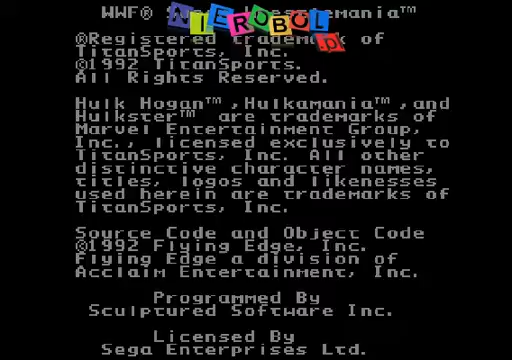 WWF® S
NIEROBOL
.p
®Registered trademark of
TitanSports, Inc.
©1992 TitanSports.
All Rights Reserved.
Hulk Hogan™,Hulkamania™,and
Hulkster™ are trademarks of
Marvel Entertainment Group,
Inc., licensed exclusively to
TitanSports, Inc. All other
distinctive character names,
titles, logos and likenesses
used herein are trademarks of
TitanSports, Inc.
Source Code and Object Code
©1992 Flying Edge, Inc.
Flying Edge a division of
Acclaim Entertainment, Inc.
Programmed By
Sculptured Software Inc.
Licensed By
Sega Enterprises Ltd.